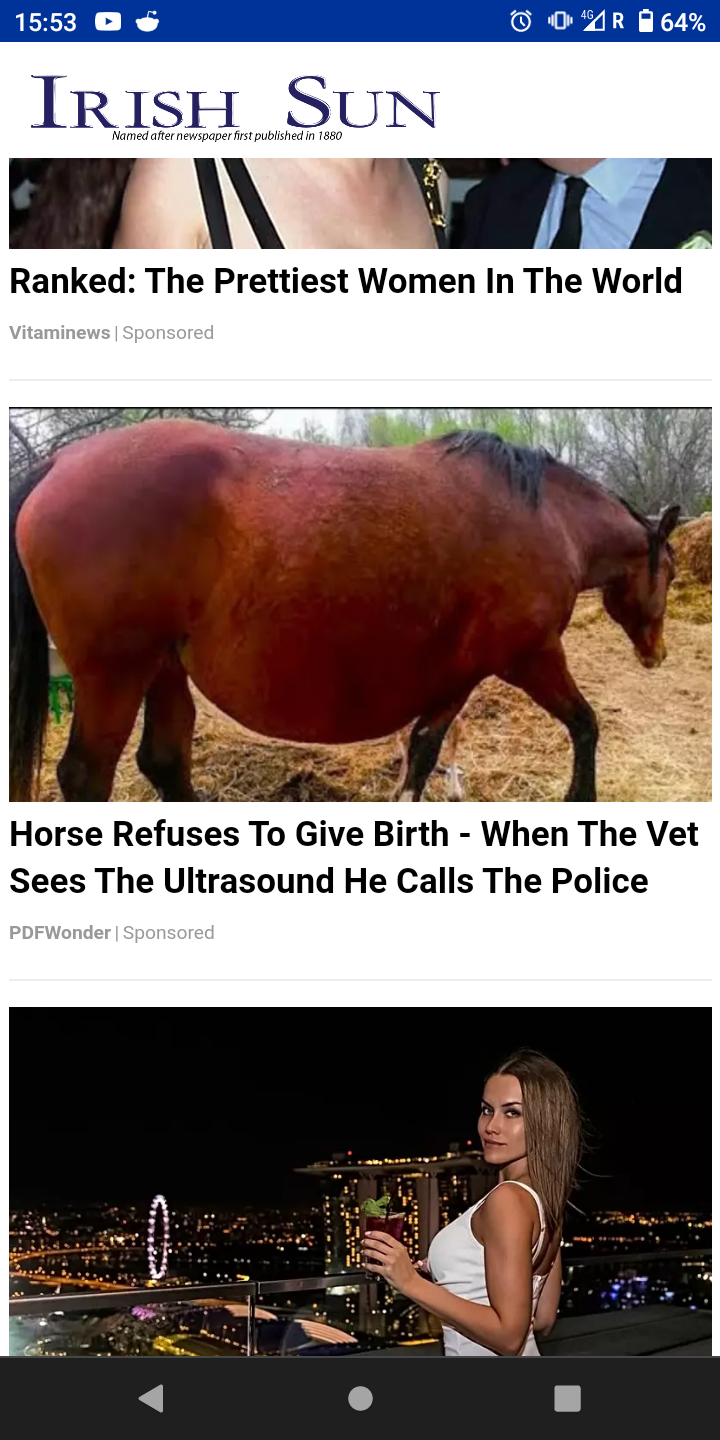 15:53 4G R 64%
IRISH SUN
Named after newspaper first published in 1880
Ranked: The Prettiest Women In The World
Vitaminews | Sponsored
Horse Refuses To Give Birth - When The Vet
Sees The Ultrasound He Calls The Police
PDFWonder | Sponsored